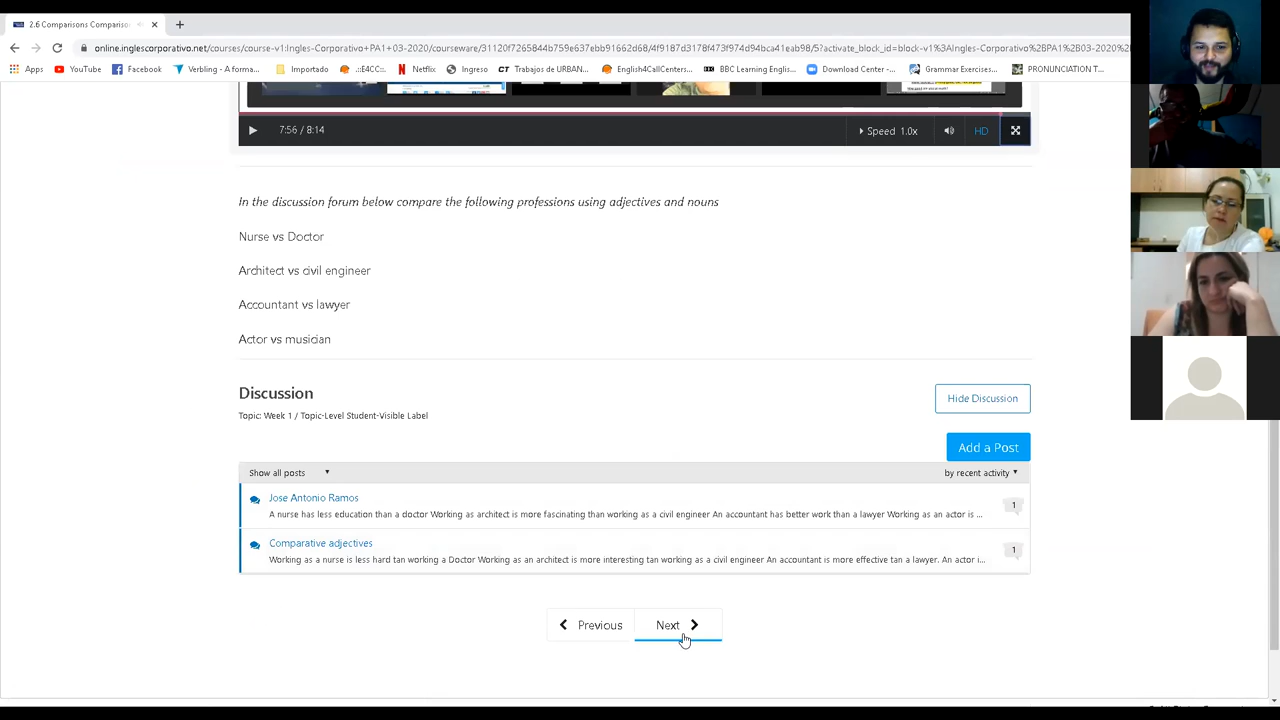 2.6 Comparisons Compariso
online.inglescorporativo.net/courses/course-v1:Ingles-Corporativo+PA1+03-2020/courseware/31120f7265844b759e637ebb91662d68/4f9187d3178f473f974d94bca41eab98/5?activate_block_id=block-v1%3AIngles-Corporativo%2BPA1%2B03-2020%
Apps YouTube Facebook Verbling - A forma... Importado .::E4CC::. Netflix Ingreso CT Trabajos de URBAN... English4CallCenters... BBC BBC Learning Englis... Download Center -... Grammar Exercises... PRONUNCIATION T...
7:56 / 8:14 Speed 1.0x HD
In the discussion forum below compare the following professions using adjectives and nouns
Nurse vs Doctor
Architect vs civil engineer
Accountant vs lawyer
Actor vs musician
Discussion
Hide Discussion
Topic: Week 1 / Topic-Level Student-Visible Label
Add a Post
Show all posts by recent activity
Jose Antonio Ramos
A nurse has less education than a doctor Working as architect is more fascinating than working as a civil engineer An accountant has better work than a lawyer Working as an actor is ...
1
Comparative adjectives
Working as a nurse is less hard tan working a Doctor Working as an architect is more interesting tan working as a civil engineer An accountant is more effective tan a lawyer. An actor i...
1
Previous Next